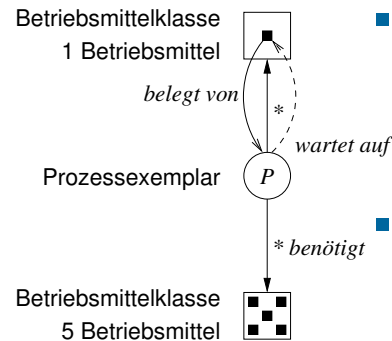 Betriebsmittelklasse
1 Betriebsmittel
belegt von
*
wartet auf
Prozessexemplar
P
* benötigt
Betriebsmittelklasse
5 Betriebsmittel